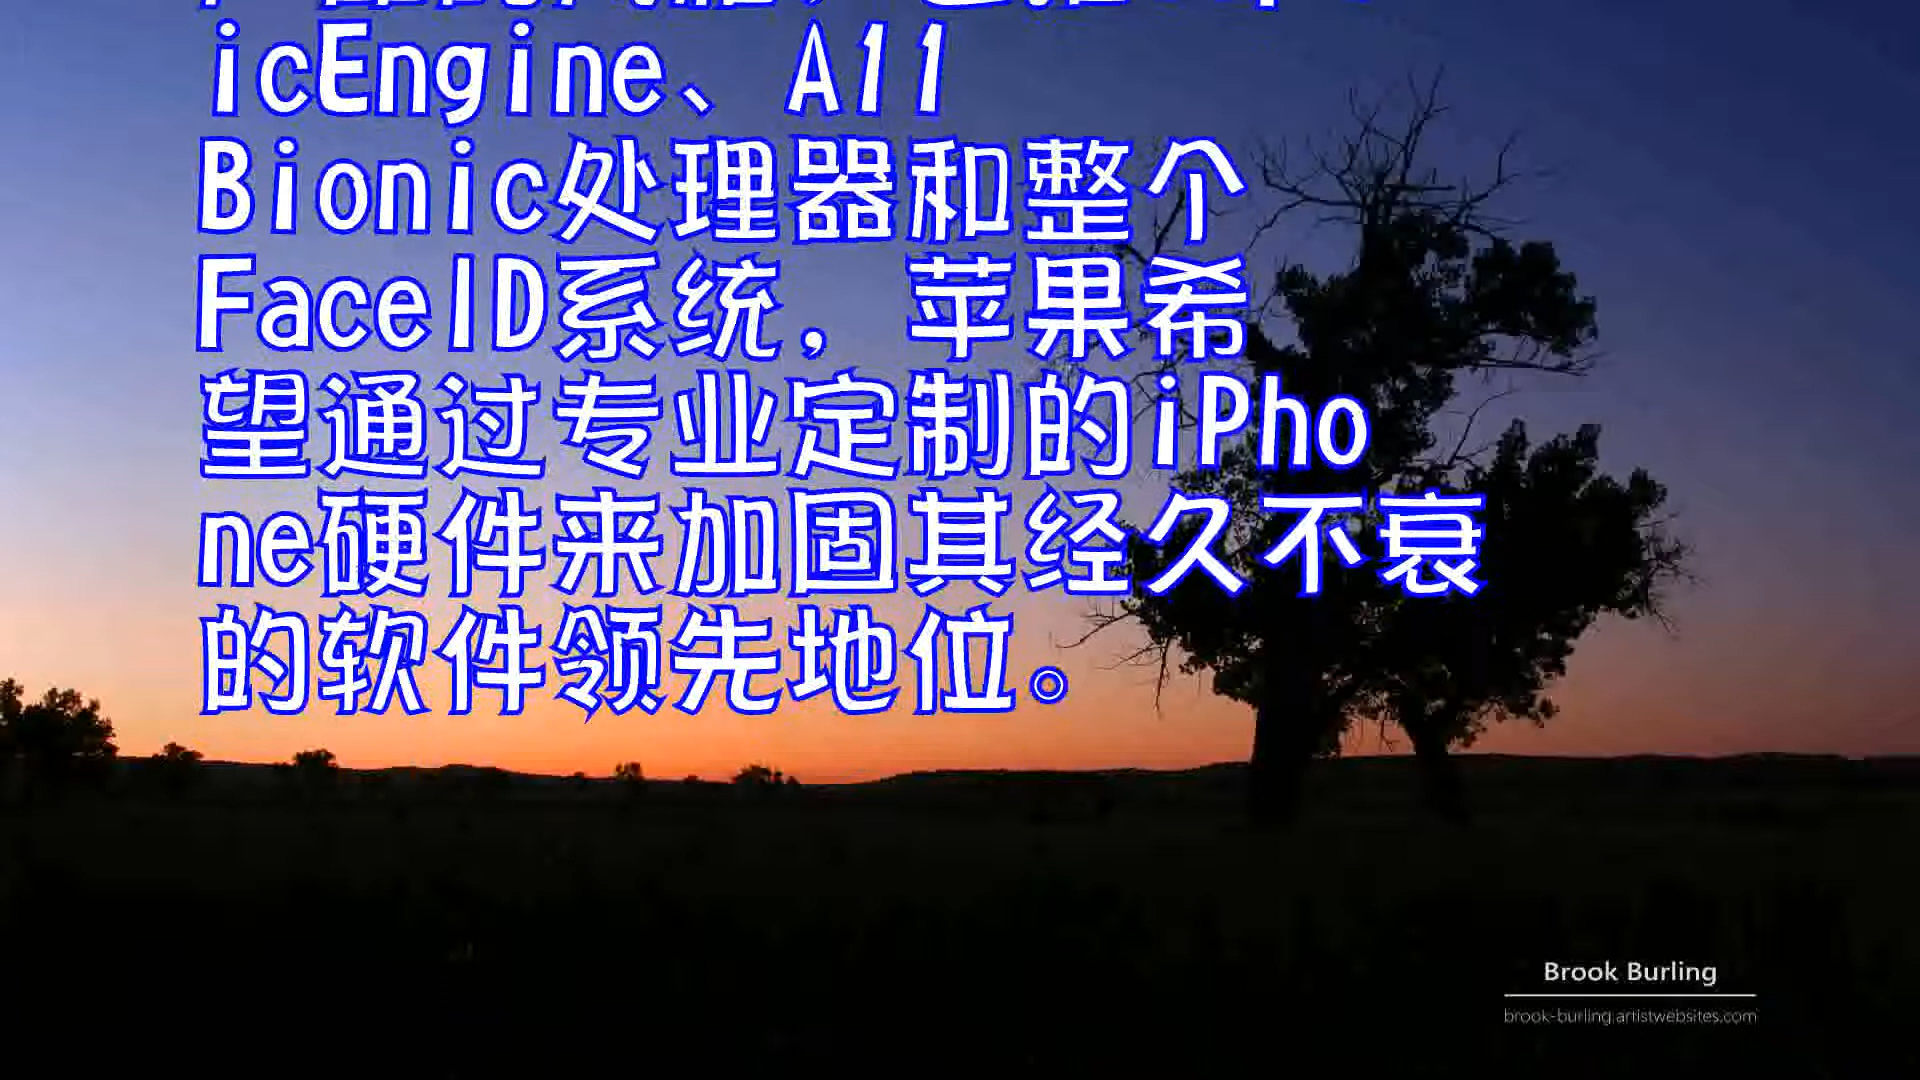 icEngine、A11
Bionic处理器和整个
FaceID系统，苹果希
望通过专业定制的iPho
ne硬件来加固其经久不衰
的软件领先地位。
Brook Burling
brook-burling.artistwebsites.com